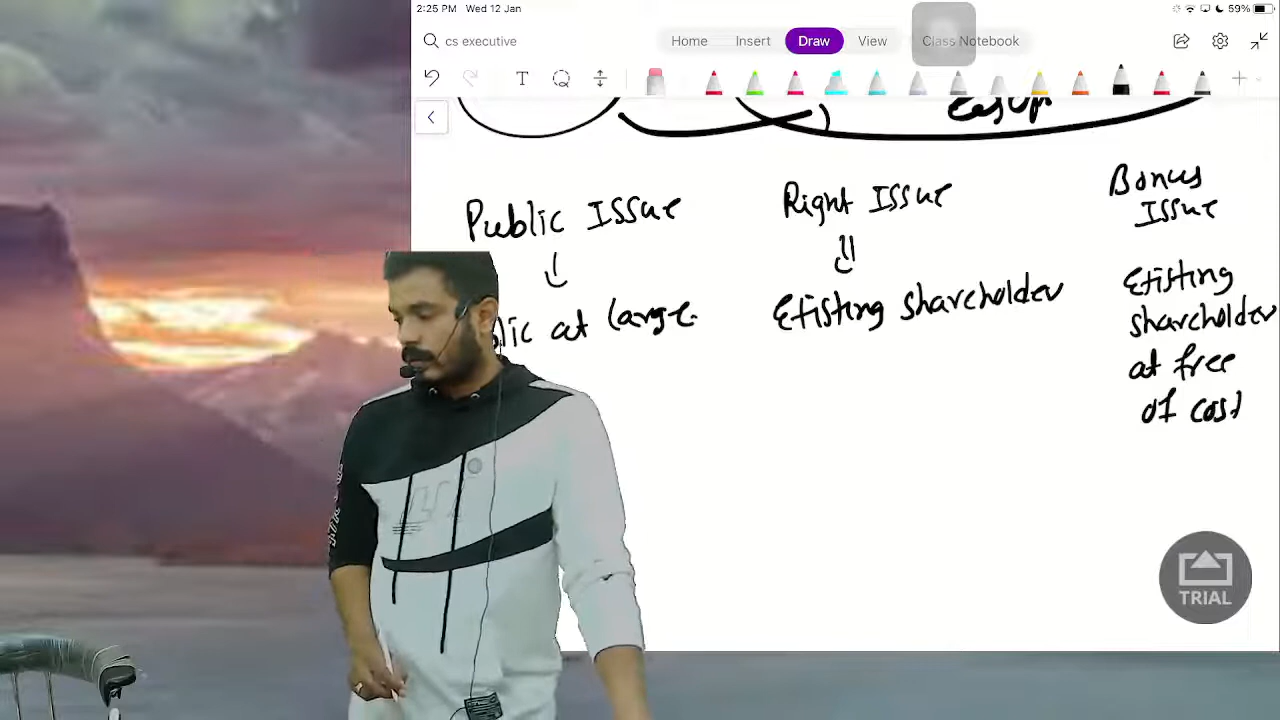 2:25 PM Wed 12 Jan
59%
cs executive
Home Insert Draw View Class Notebook
T
Public Issue
lic at large.
Right Issue
Existing shareholder
Bonus
Issue
Existing
shareholder
at free
of cost
TRIAL